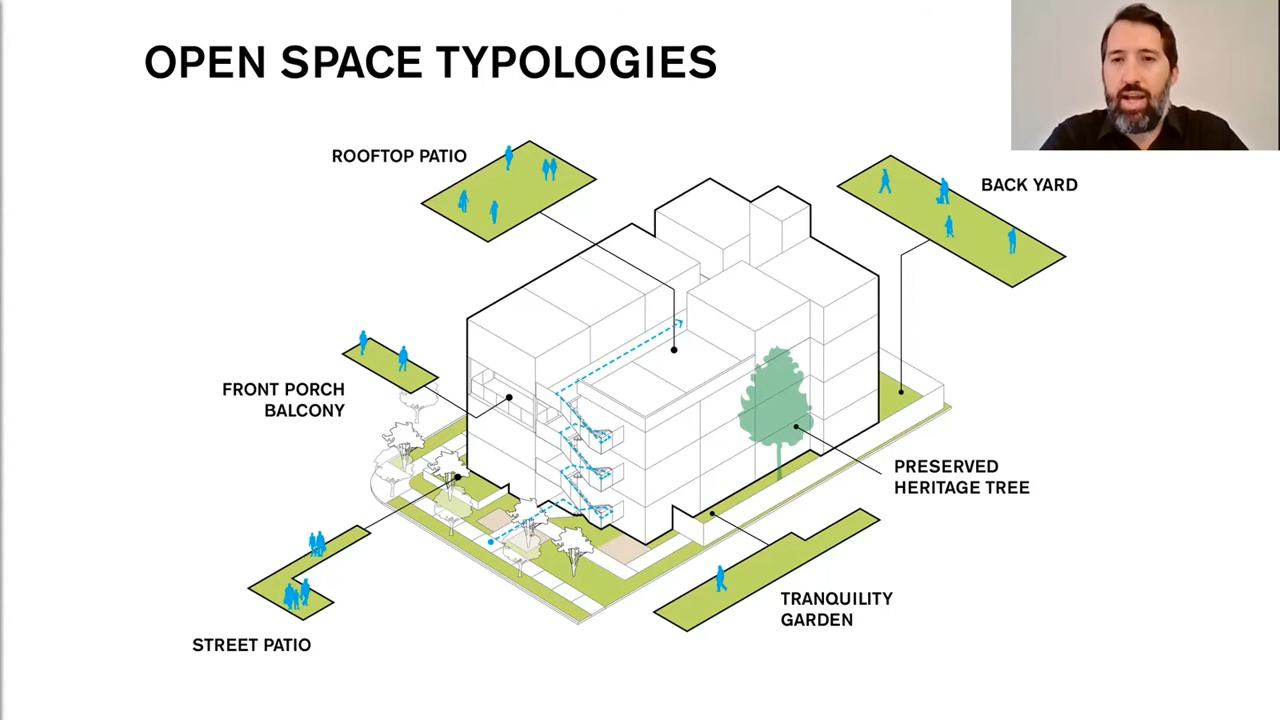 OPEN SPACE TYPOLOGIES
ROOFTOP PATIO
BACK YARD
FRONT PORCH
BALCONY
PRESERVED
HERITAGE TREE
TRANQUILITY
GARDEN
STREET PATIO